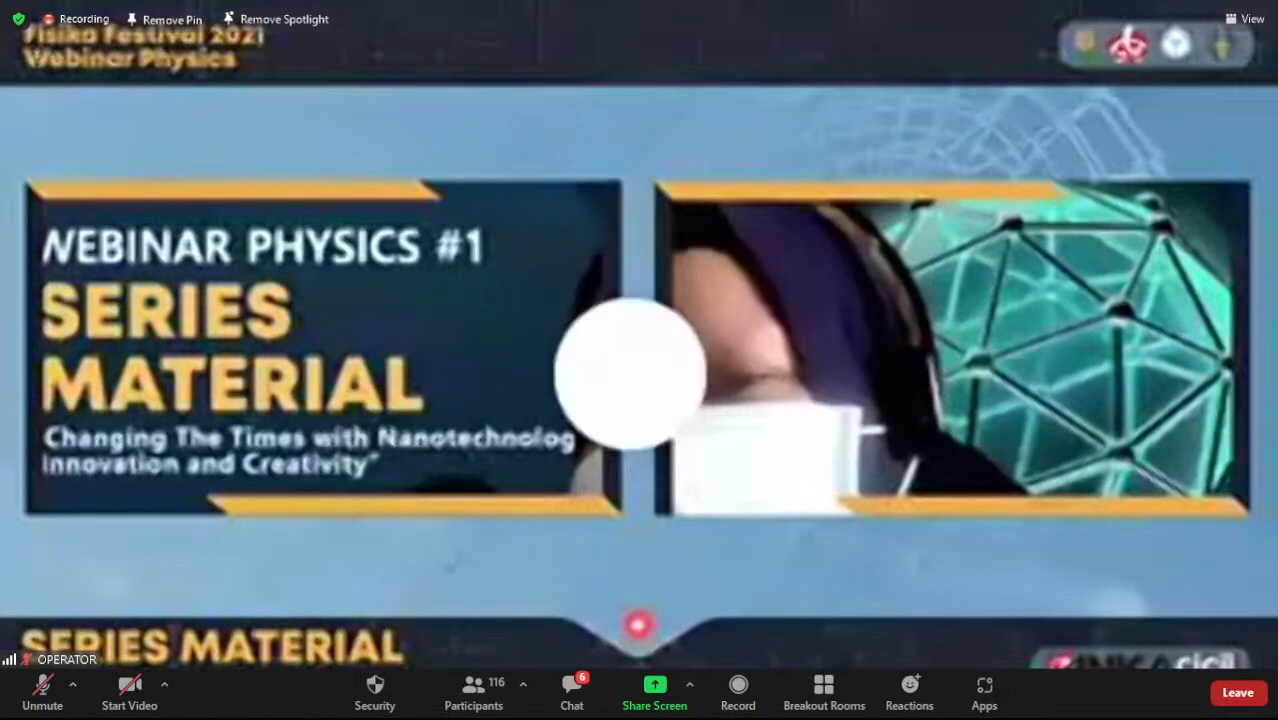 Recording Remove Pin Remove Spotlight View
Fisika Festival 2021
Webinar Physics
WEBINAR PHYSICS #1
SERIES
MATERIAL
Changing The Times with Nanotechnolog
Innovation and Creativity"
SERIES MATERIAL
OPERATOR
cicil
Unmute Start Video Security 116 Participants 6 Chat Share Screen Record Breakout Rooms Reactions Apps Leave